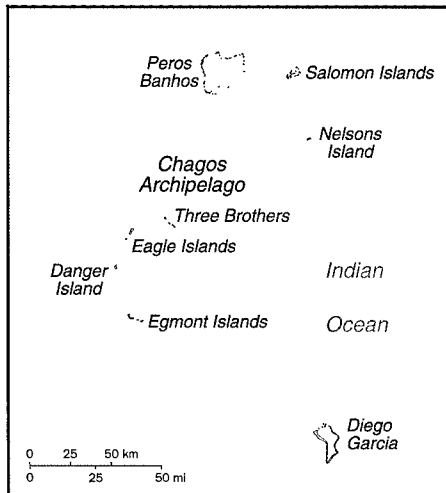 Peros
Banhos
Salomon Islands
Nelsons
Island
Chagos
Archipelago
Three Brothers
Eagle Islands
Danger
Island
Indian
Egmont Islands
Ocean
Diego
Garcia
0 25 50 km
0 25 50 mi